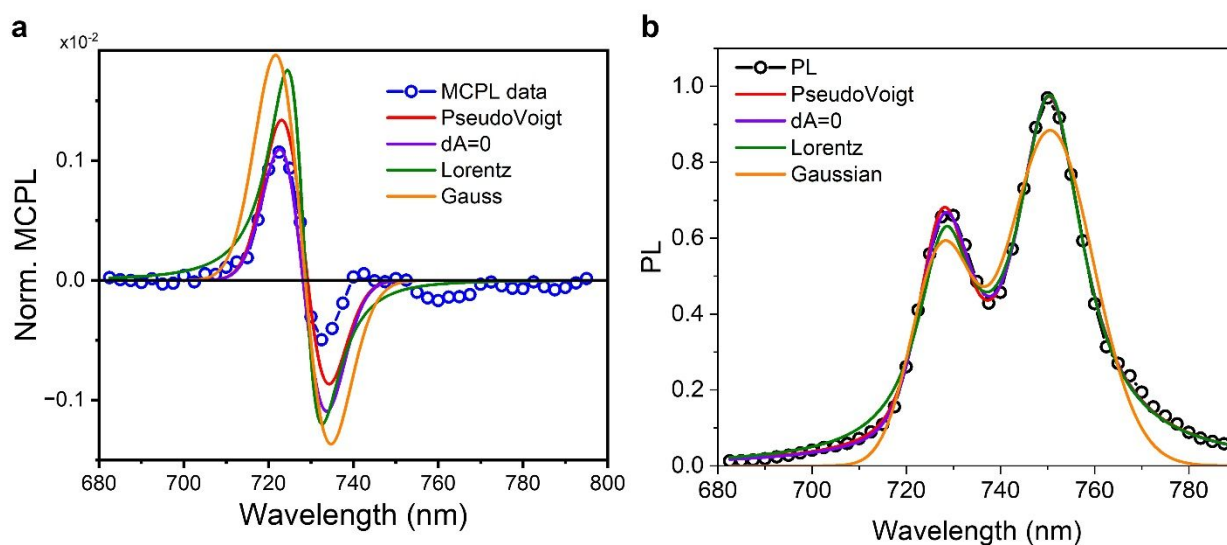 a
x10⁻²
Norm. MCPL
0.1
0.0
−0.1
MCPL data
PseudoVoigt
dA=0
Lorentz
Gauss
680 700 720 740 760 780 800
Wavelength (nm)
b
PL
1.0
0.8
0.6
0.4
0.2
0.0
PL
PseudoVoigt
dA=0
Lorentz
Gaussian
680 700 720 740 760 780
Wavelength (nm)